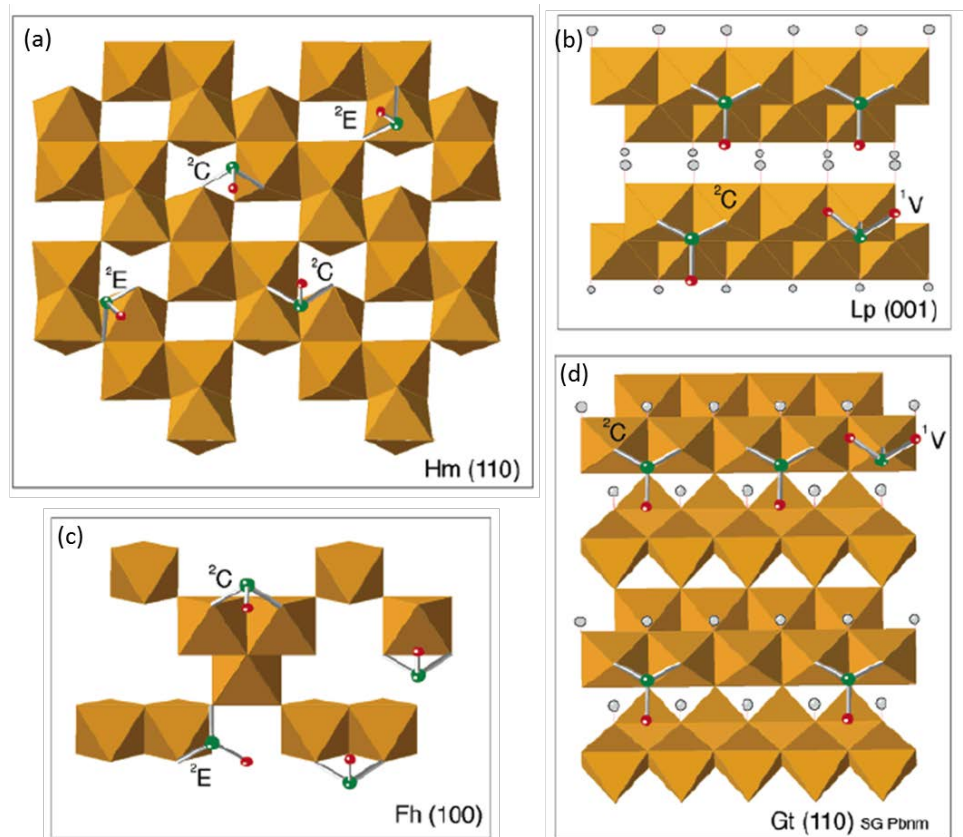 (a)
²E
²C
²E
²C
Hm (110)
(b)
²C
¹V
Lp (001)
(c)
²C
²E
Fh (100)
(d)
²C
¹V
Gt (110) SG Pbnm